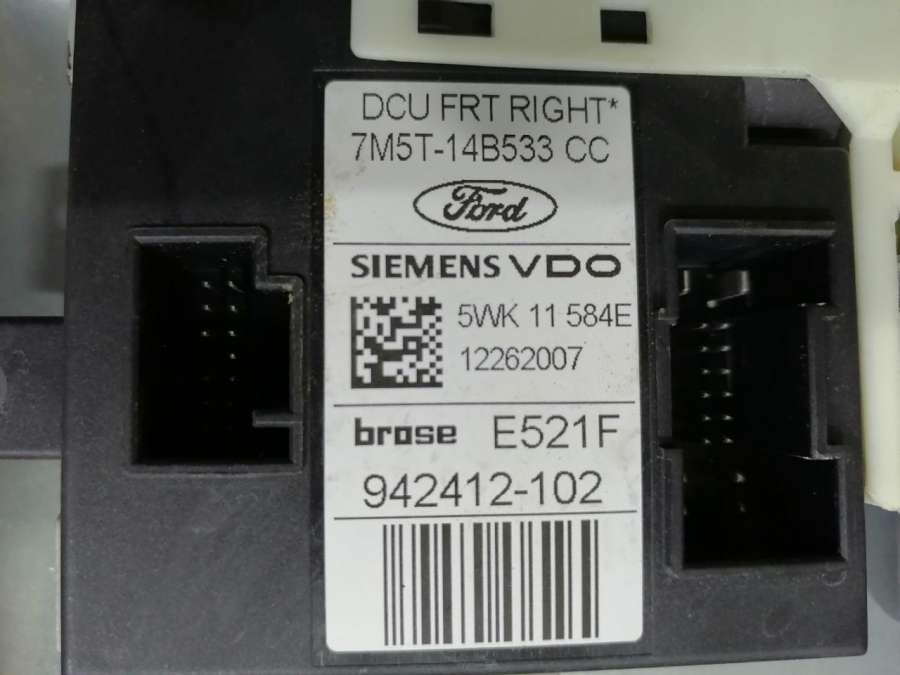 DCU FRT RIGHT*
7M5T-14B533 CC
Ford
SIEMENS VDO
5WK 11 584E
12262007
brose E521F
942412-102